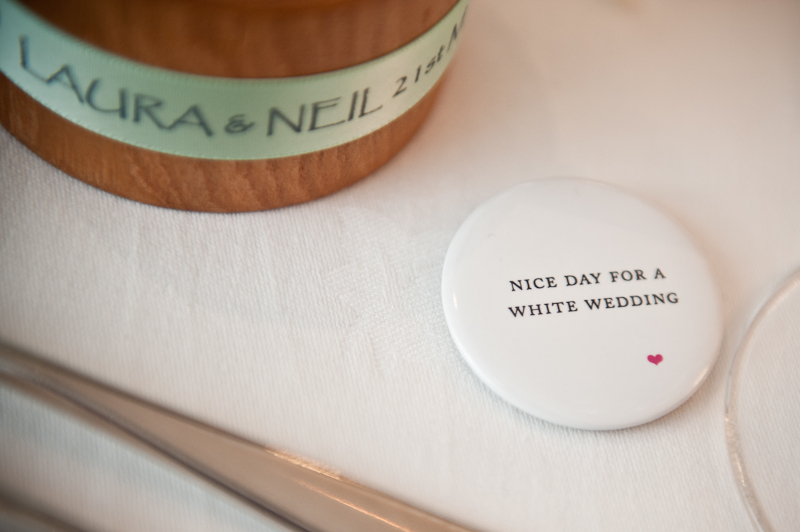 LAURA & NEIL 21st
NICE DAY FOR A
WHITE WEDDING